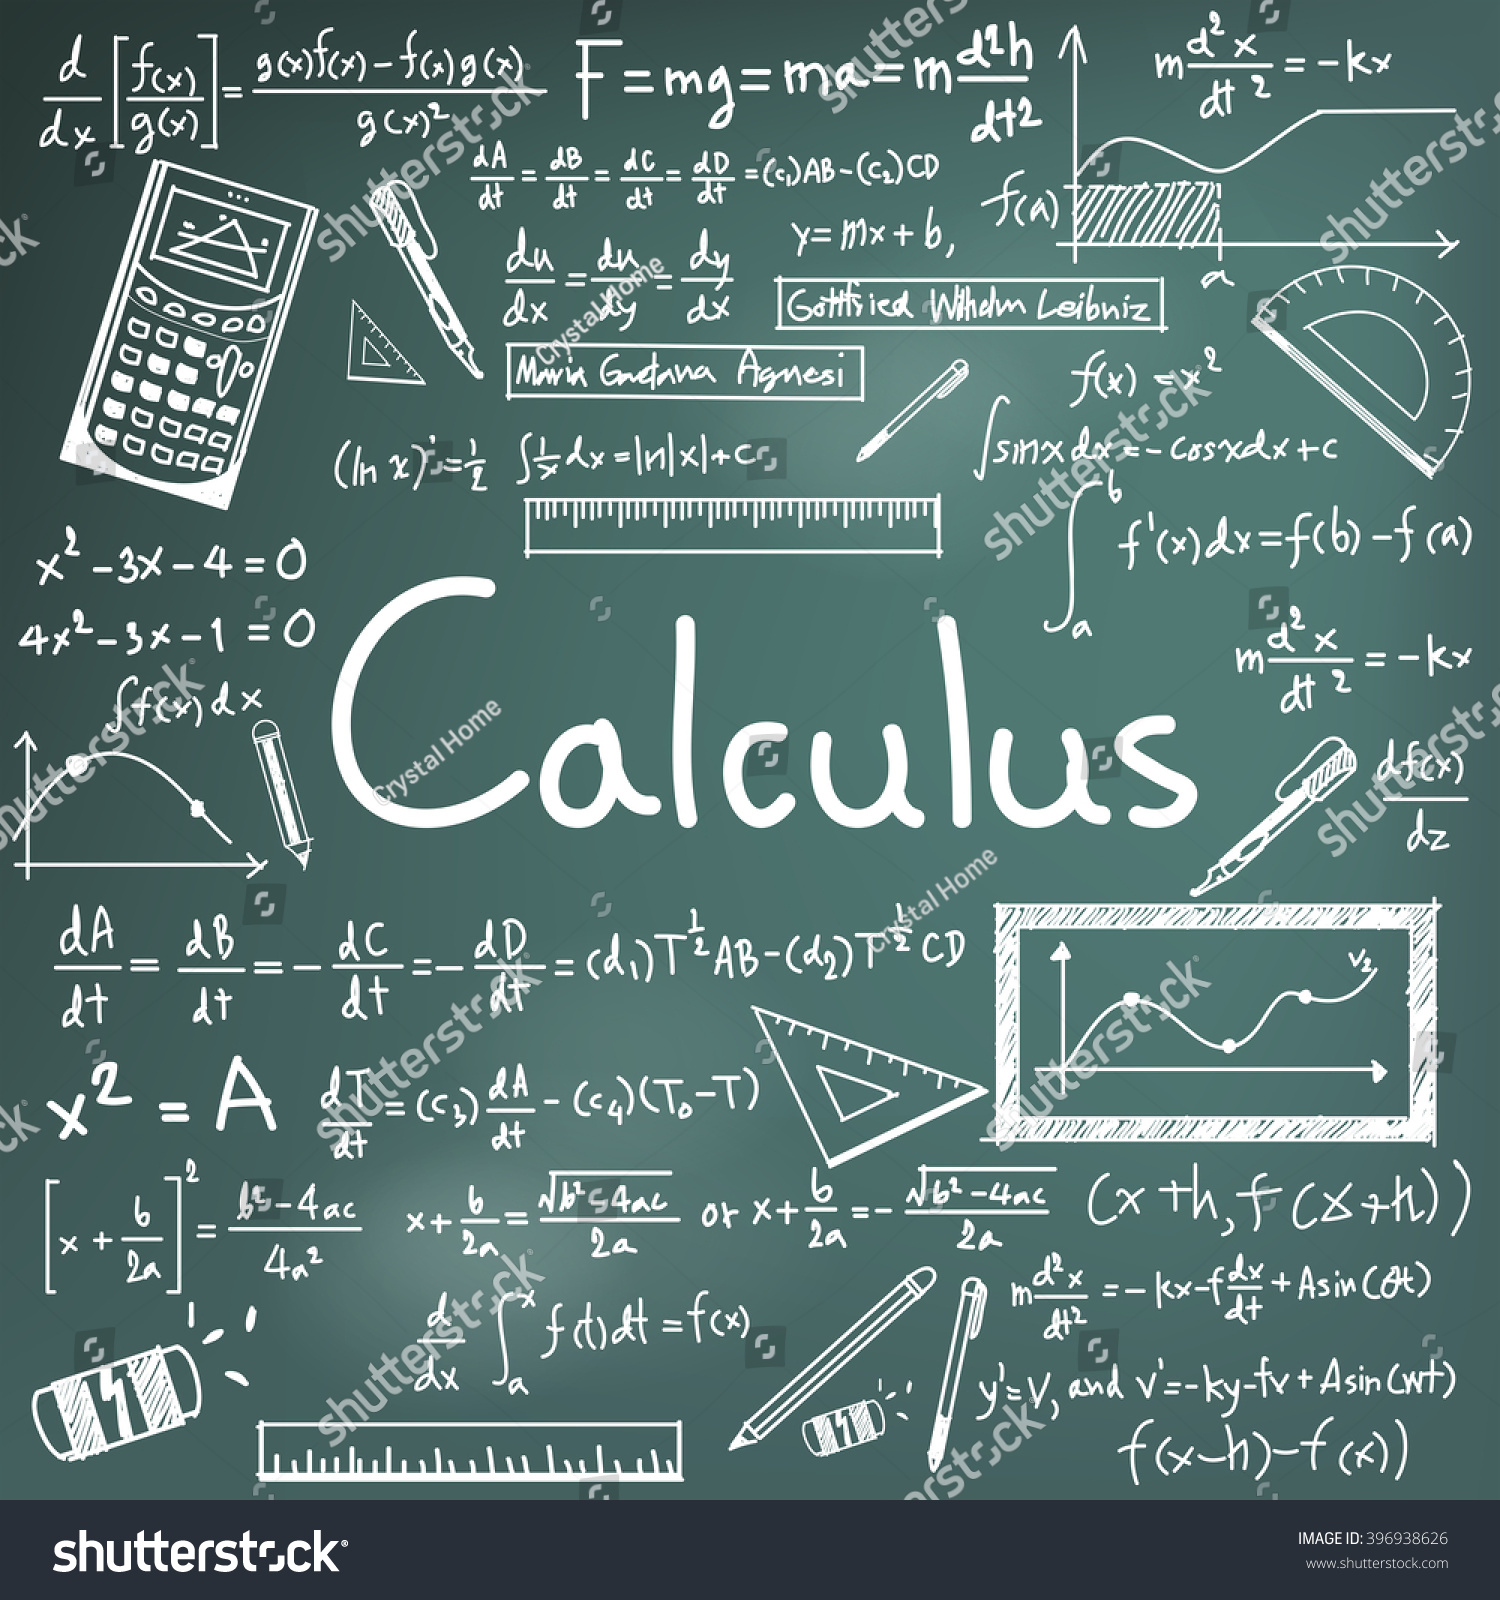 d/dx [f(x)/g(x)] = g(x)f(x) - f(x)g(x) / g(x)²
F = mg = ma = m d2h/dt2
m d²x/dt² = -kx
dA/dt = dB/dt = dC/dt = dD/dt = (c₁)AB-(c₂)CD
f(a)
a
y= mx + b,
du/dx = du/dy = dy/dx
Gottfried Wilhelm Leibniz
Maria Gaetana Agnesi
f(x) = x²
(ln x)' = 1/2 ∫1/x dx = ln|x|+c
∫sinx dx = -cosxdx + c
∫ₐᵇ f'(x)dx = f(b) - f(a)
x² - 3x - 4 = 0
4x² - 3x - 1 = 0
m d²x/dt² = -kx
∫f(x)dx
Calculus
df(x)/dz
dA/dt = dB/dt = - dC/dt = - dD/dt = (d₁)T^½ AB - (d₂)T^½ CD
V₂
x² = A
dT/dt = (c₃) dA/dt - (c₄)(T₀-T)
[x + b/2a]² = b²-4ac / 4a²
x + b/2a = √b²-4ac / 2a or x + b/2a = - √b²-4ac / 2a
(x+h, f(x+h))
m d²x/dt² = -kx-f dx/dt + Asin(ωt)
d/dx ∫ₐˣ f(t)dt = f(x)
y'=v, and v'=-ky-fv + Asin(wt)
f(x-h)-f(x))
shutterstock
IMAGE ID: 396938626
www.shutterstock.com
shutterstock
Crystal Home